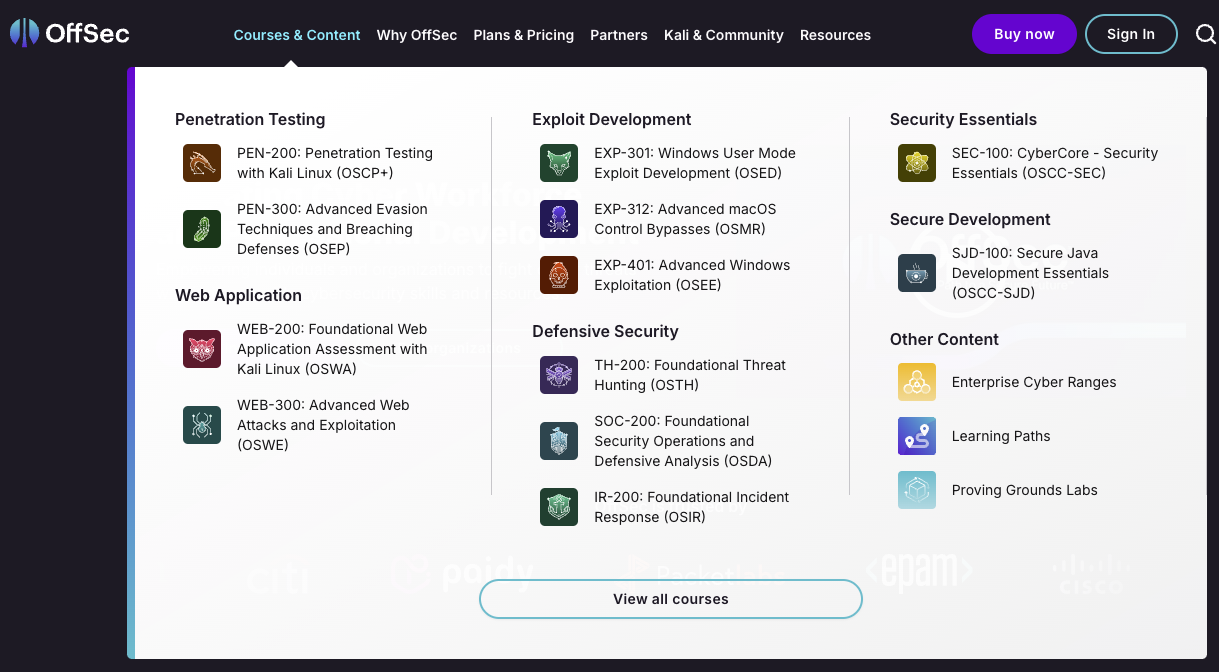 OffSec
Courses & Content
Why OffSec
Plans & Pricing
Partners
Kali & Community
Resources
Buy now
Sign In
Penetration Testing
PEN-200: Penetration Testing
with Kali Linux (OSCP+)
PEN-300: Advanced Evasion
Techniques and Breaching
Defenses (OSEP)
Web Application
WEB-200: Foundational Web
Application Assessment with
Kali Linux (OSWA)
WEB-300: Advanced Web
Attacks and Exploitation
(OSWE)
Exploit Development
EXP-301: Windows User Mode
Exploit Development (OSED)
EXP-312: Advanced macOS
Control Bypasses (OSMR)
EXP-401: Advanced Windows
Exploitation (OSEE)
Defensive Security
TH-200: Foundational Threat
Hunting (OSTH)
SOC-200: Foundational
Security Operations and
Defensive Analysis (OSDA)
IR-200: Foundational Incident
Response (OSIR)
Security Essentials
SEC-100: CyberCore - Security
Essentials (OSCC-SEC)
Secure Development
SJD-100: Secure Java
Development Essentials
(OSCC-SJD)
Other Content
Enterprise Cyber Ranges
Learning Paths
Proving Grounds Labs
citi
paidy
Packetlabs
<epam>
cisco
View all courses